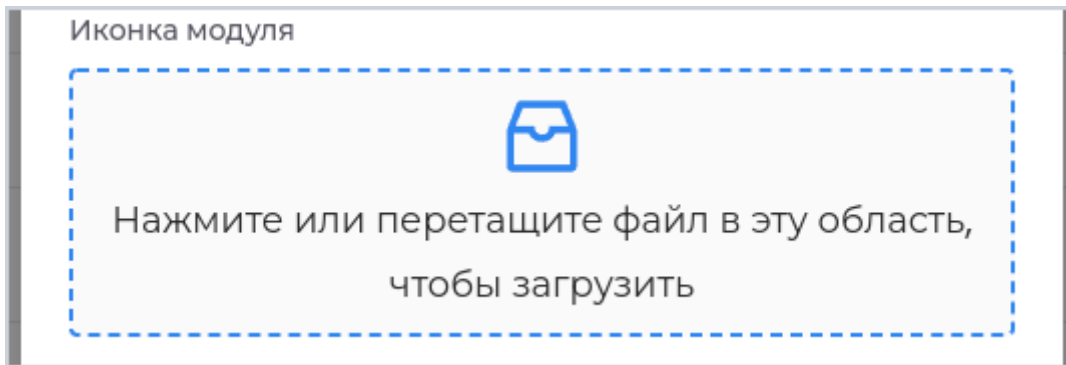 Иконка модуля
Нажмите или перетащите файл в эту область,
чтобы загрузить